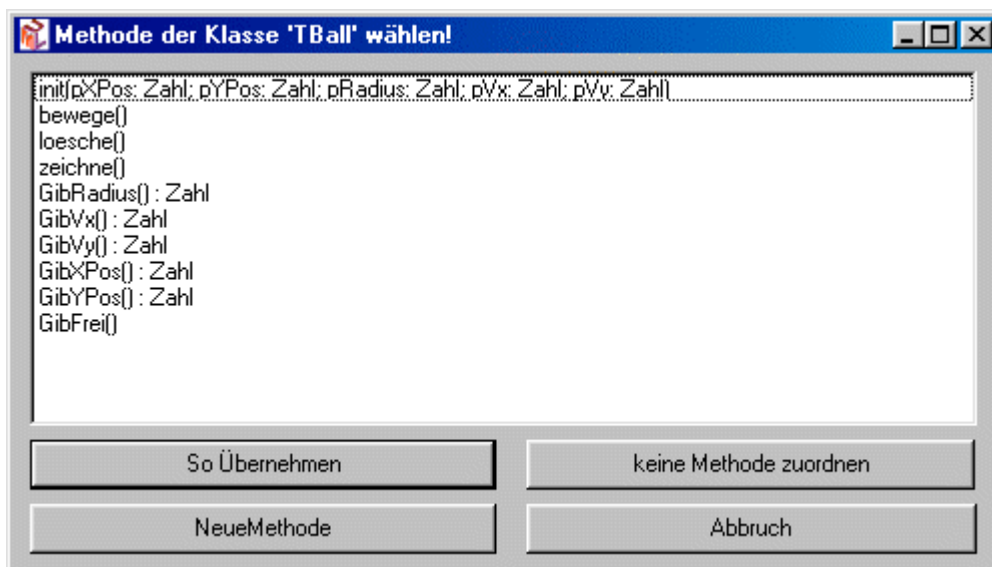 Methode der Klasse 'TBall' wählen!
init(pXPos: Zahl; pYPos: Zahl; pRadius: Zahl; pVx: Zahl; pVy: Zahl)
bewege()
loesche()
zeichne()
GibRadius() : Zahl
GibVx() : Zahl
GibVy() : Zahl
GibXPos() : Zahl
GibYPos() : Zahl
GibFrei()
So Übernehmen
keine Methode zuordnen
NeueMethode
Abbruch